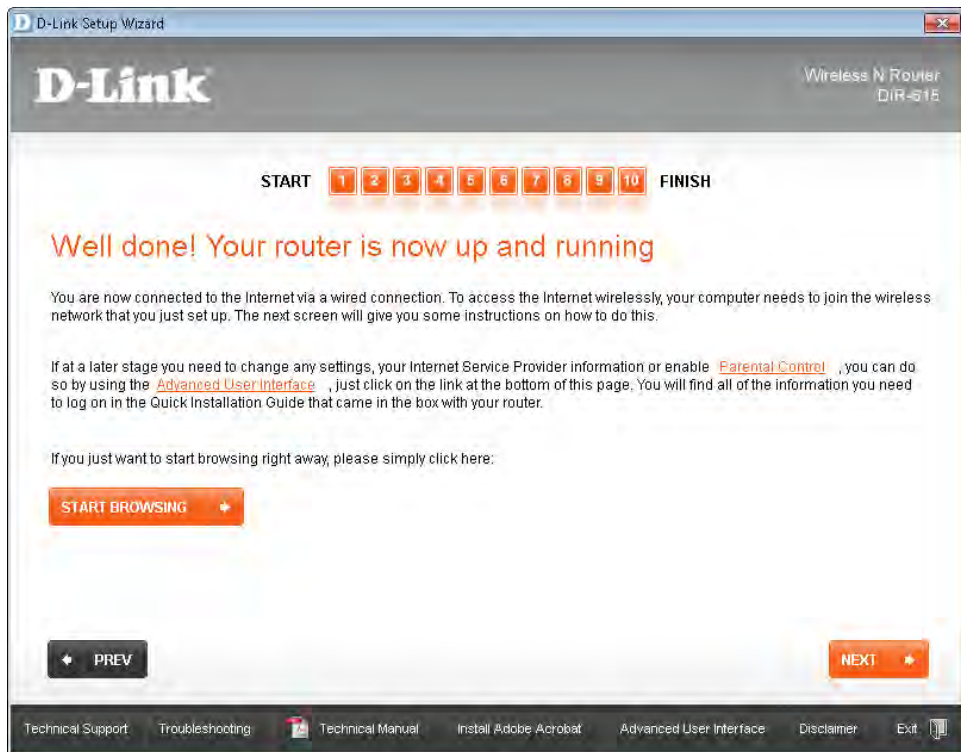 D-Link Setup Wizard
D-Link
Wireless N Router
DIR-615
START 1 2 3 4 5 6 7 8 9 10 FINISH
Well done! Your router is now up and running
You are now connected to the Internet via a wired connection. To access the Internet wirelessly, your computer needs to join the wireless
network that you just set up. The next screen will give you some instructions on how to do this.
If at a later stage you need to change any settings, your Internet Service Provider information or enable Parental Control , you can do
so by using the Advanced User Interface , just click on the link at the bottom of this page. You will find all of the information you need
to log on in the Quick Installation Guide that came in the box with your router.
If you just want to start browsing right away, please simply click here:
START BROWSING
PREV
NEXT
Technical Support Troubleshooting Technical Manual Install Adobe Acrobat Advanced User Interface Disclaimer Exit